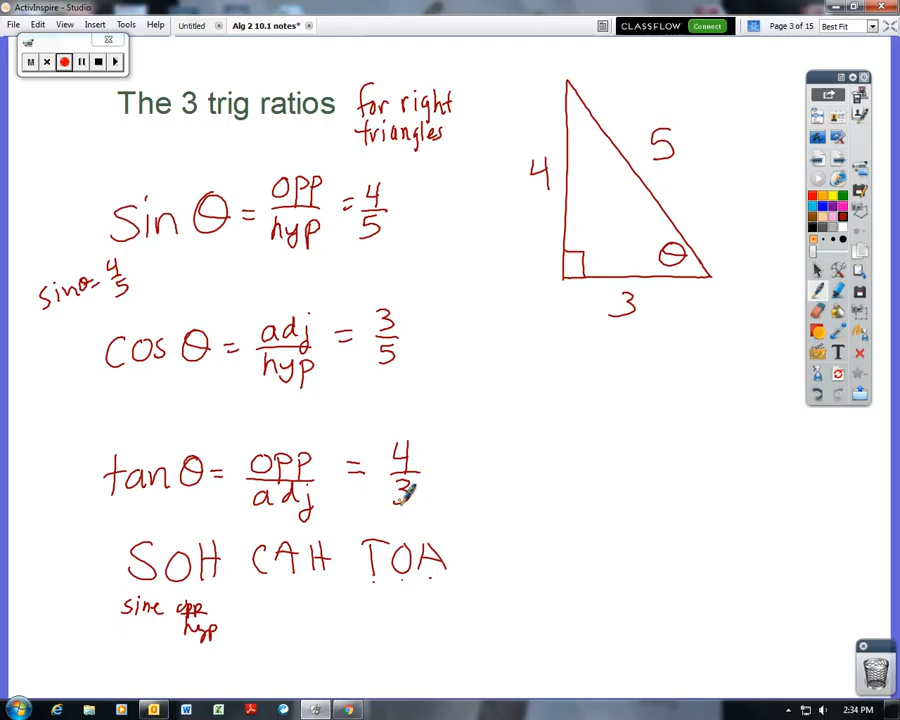 ActivInspire - Studio
File Edit View Insert Tools Help
Untitled
Alg 2 10.1 notes*
CLASSFLOW Connect
Page 3 of 15
Best Fit
M
The 3 trig ratios for right
triangles
sin θ = opp/hyp = 4/5
sinθ = 4/5
cos θ = adj/hyp = 3/5
tan θ = opp/adj = 4/3
SOH CAH TOA
sine opp/hyp
4
5
θ
3
T
2:34 PM